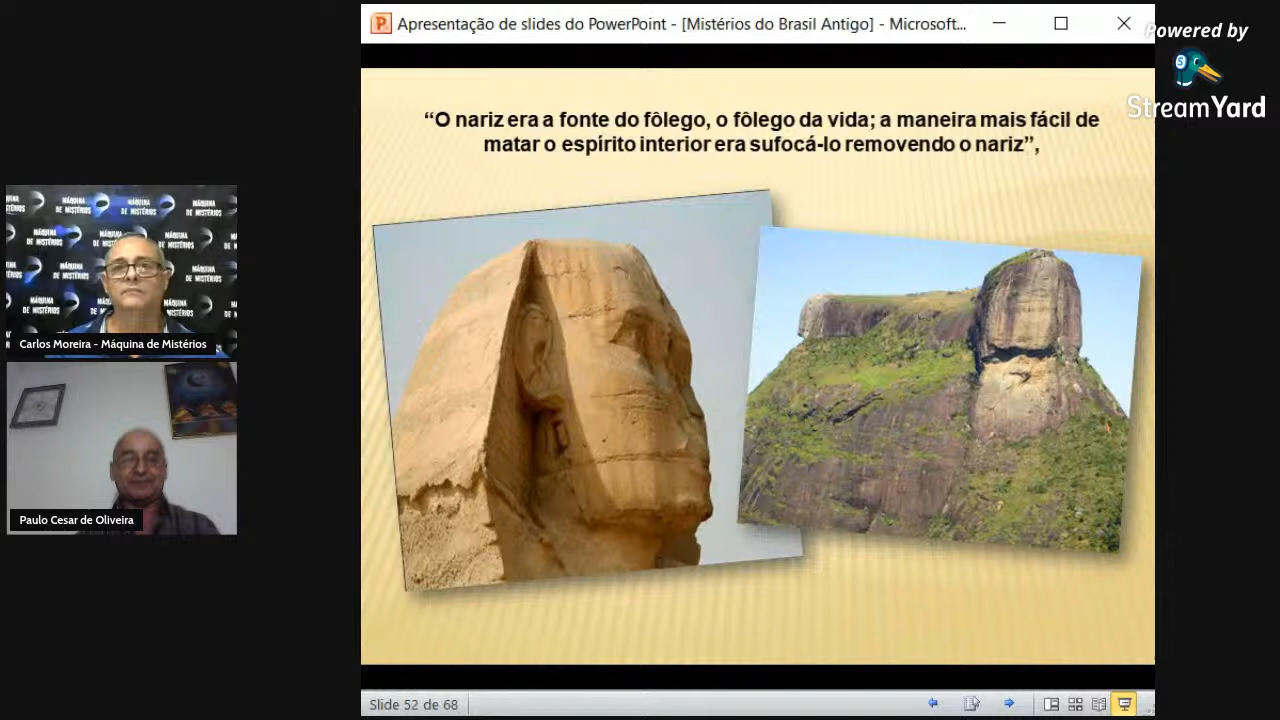 Apresentação de slides do PowerPoint - [Mistérios do Brasil Antigo] - Microsoft...
Powered by
StreamYard
“O nariz era a fonte do fôlego, o fôlego da vida; a maneira mais fácil de
matar o espírito interior era sufocá-lo removendo o nariz”,
MÁQUINA
DE MISTÉRIOS
Carlos Moreira - Máquina de Mistérios
Paulo Cesar de Oliveira
Slide 52 de 68